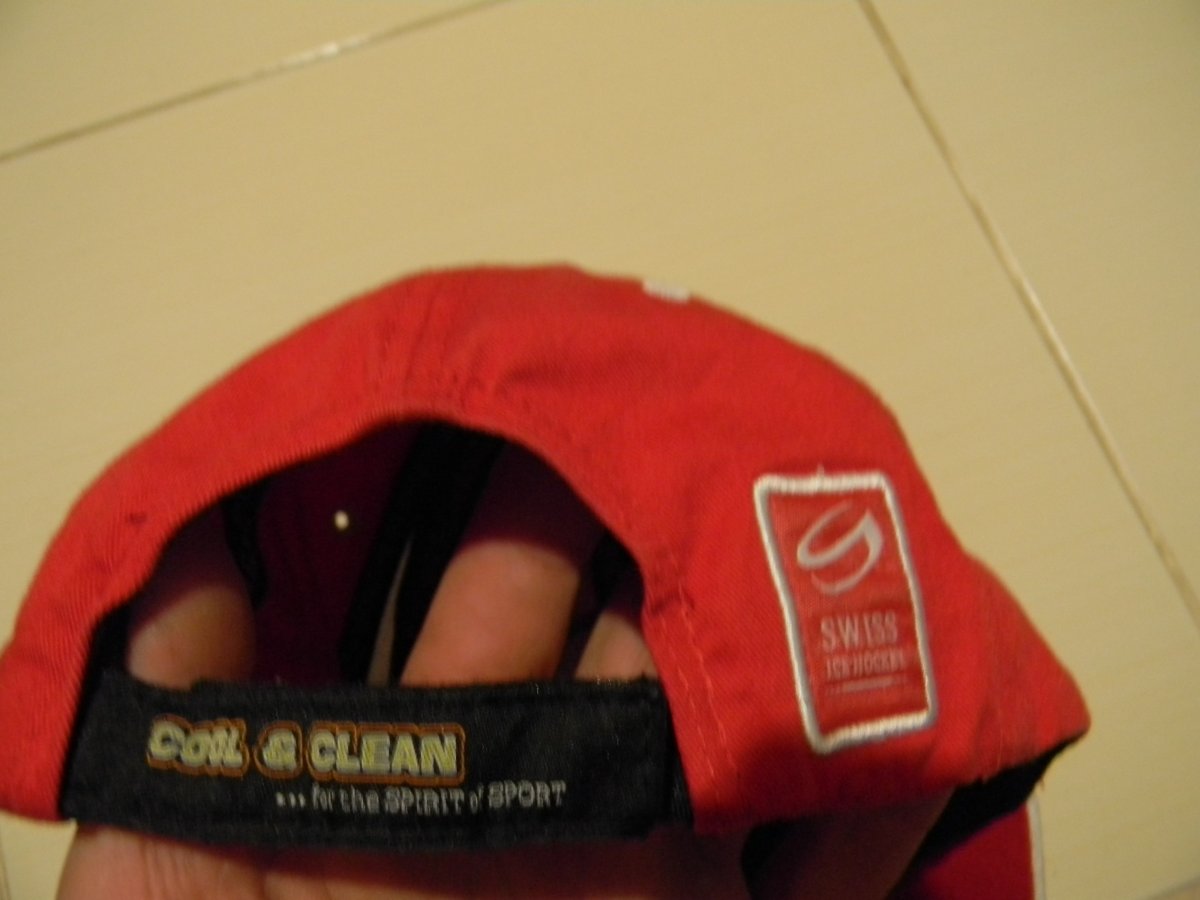 COOL & CLEAN
... for the SPIRIT of SPORT
SWISS
ICE HOCKEY